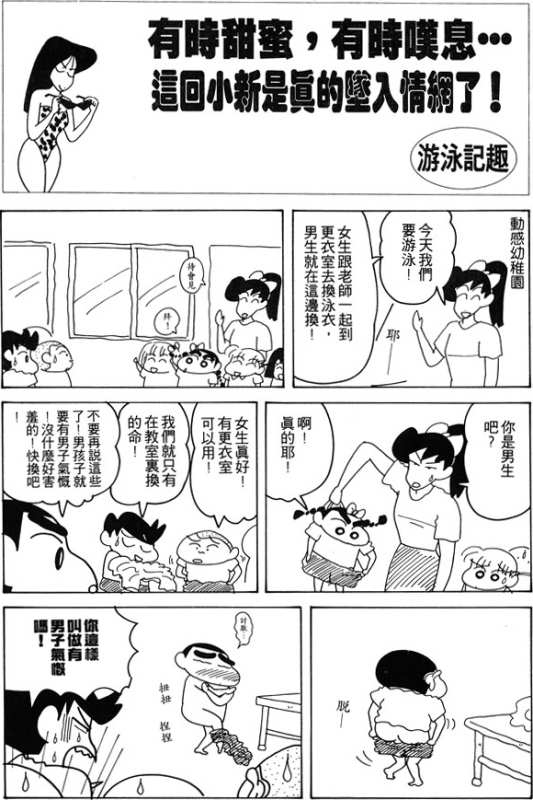 有時甜蜜，有時嘆息…
這回小新是眞的墜入情網了！
游泳記趣
動感幼稚園
今天我們
要游泳！
耶
女生跟老師一起到
更衣室去換泳衣，
男生就在這邊換！
待會見
拜！
你是男生
吧？
啊！
眞的耶！
女生眞好！
有更衣室
可以用！
我們就只有
在教室裏換
的命！
不要再說這些
了！男孩子就
要有男子氣慨
！沒什麼好害
羞的！快換吧
！
脫
討厭…
扭扭
捏捏
你這樣
叫做有
男子氣慨
嗎！